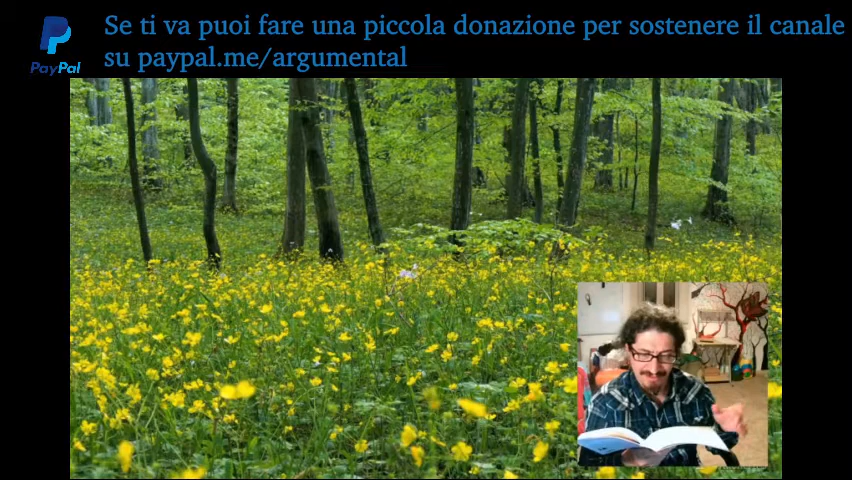 Se ti va puoi fare una piccola donazione per sostenere il canale
su paypal.me/argumental
PayPal